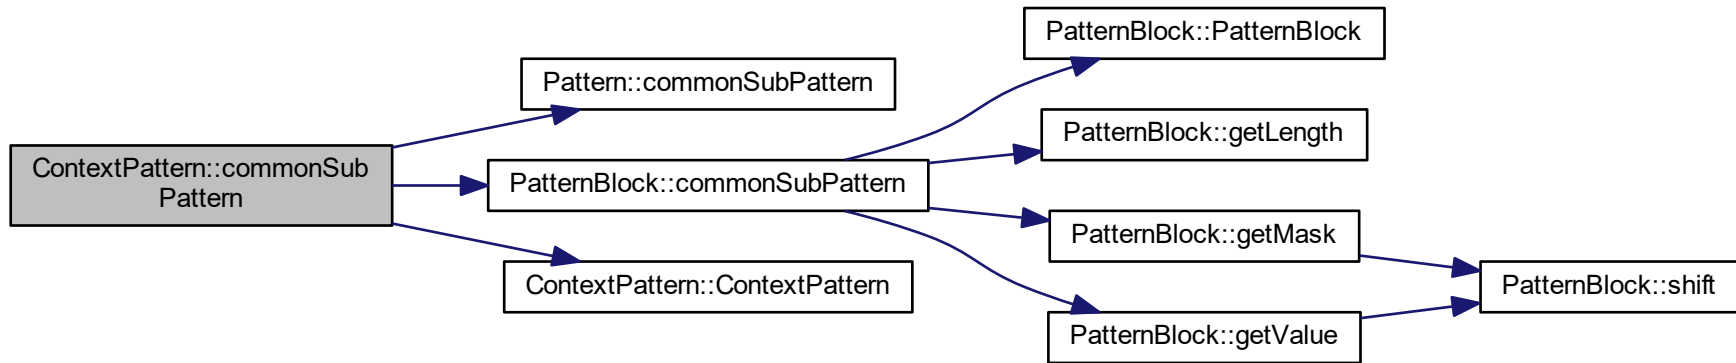 ContextPattern::commonSub
Pattern
Pattern::commonSubPattern
PatternBlock::commonSubPattern
ContextPattern::ContextPattern
PatternBlock::PatternBlock
PatternBlock::getLength
PatternBlock::getMask
PatternBlock::getValue
PatternBlock::shift